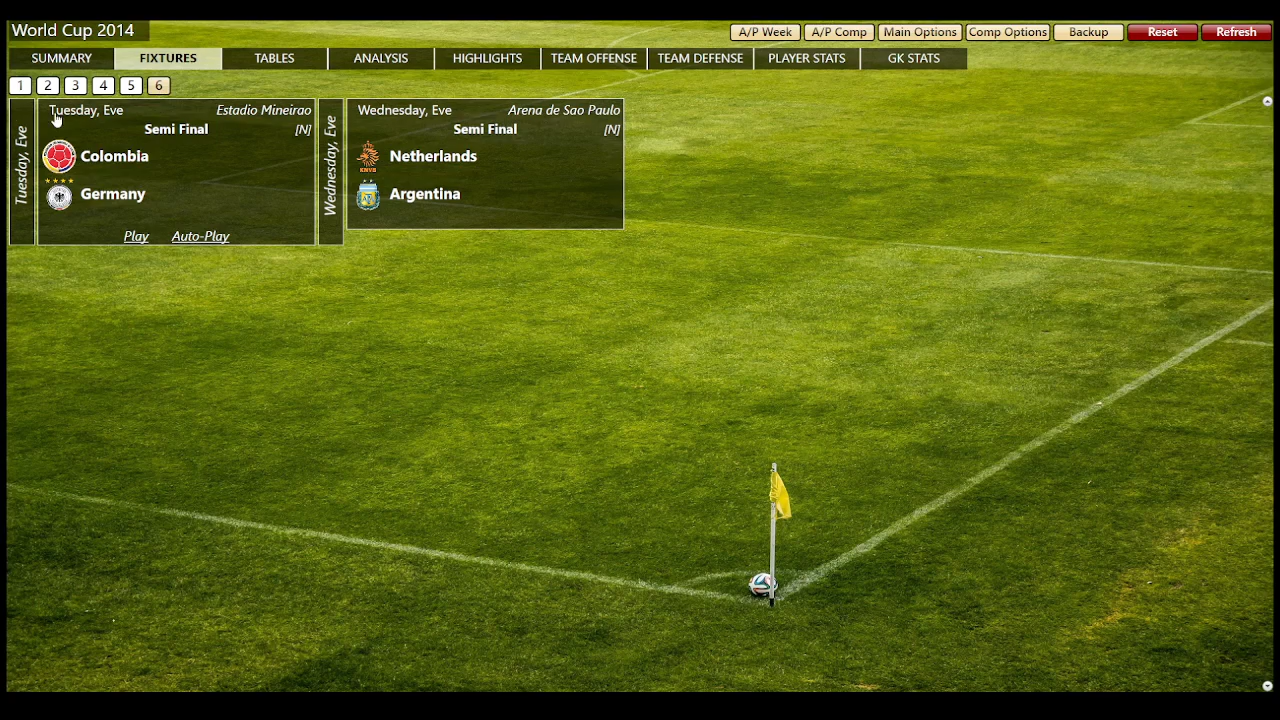 World Cup 2014
A/P Week A/P Comp Main Options Comp Options Backup Reset Refresh
SUMMARY FIXTURES TABLES ANALYSIS HIGHLIGHTS TEAM OFFENSE TEAM DEFENSE PLAYER STATS GK STATS
1 2 3 4 5 6
Tuesday, Eve
Tuesday, Eve Estadio Mineirao
Semi Final [N]
Colombia
Germany
Play Auto-Play
Wednesday, Eve
Wednesday, Eve Arena de Sao Paulo
Semi Final [N]
Netherlands
Argentina
KNVB